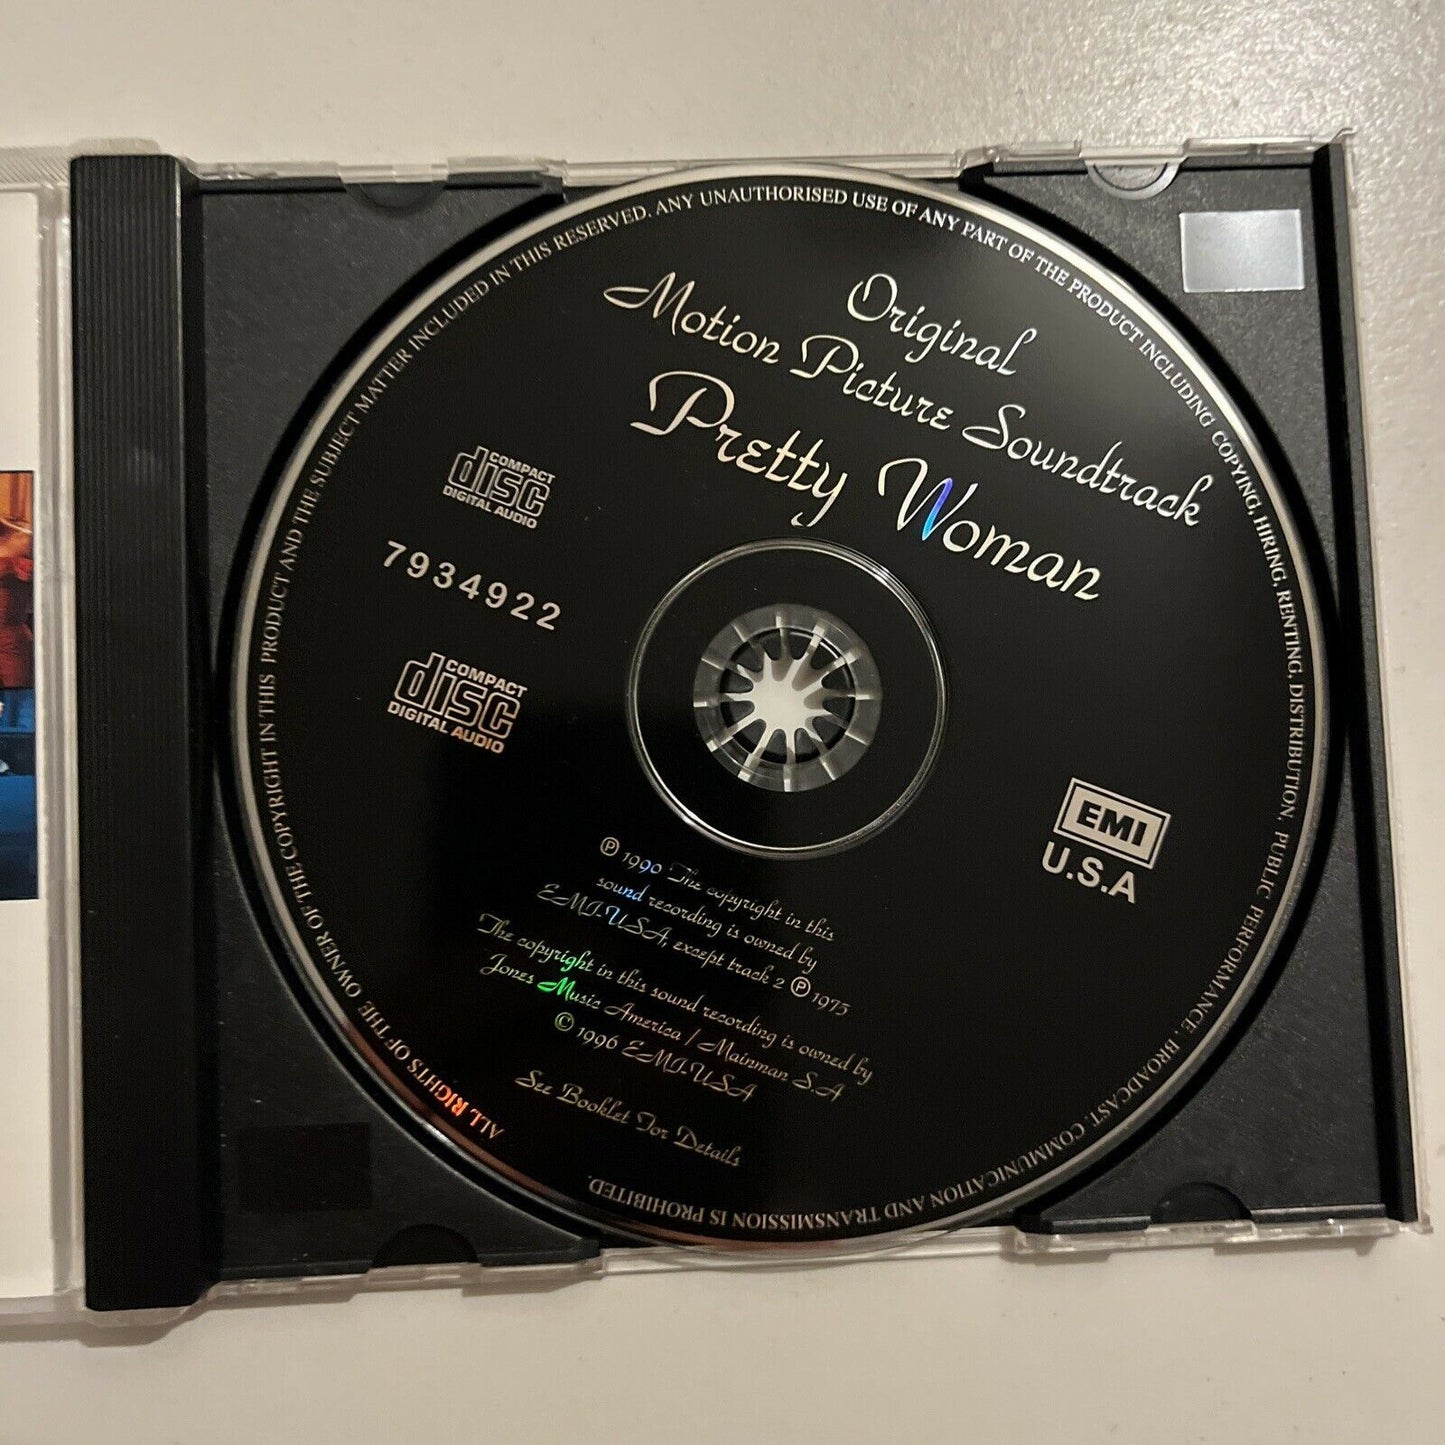 Original
Motion Picture Soundtrack
Pretty Woman
COMPACT
disc
DIGITAL AUDIO
7934922
COMPACT
disc
DIGITAL AUDIO
EMI
U.S.A
℗ 1990 The copyright in this
sound recording is owned by
EMI-USA, except track 2 ℗ 1975
The copyright in this sound recording is owned by
Jones Music America / Mainman S.A
© 1996 EMI-USA
See Booklet For Details
ALL RIGHTS OF THE OWNER OF THE COPYRIGHT IN THIS PRODUCT AND THE SUBJECT MATTER INCLUDED IN THIS RESERVED. ANY UNAUTHORISED USE OF ANY PART OF THE PRODUCT INCLUDING COPYING, HIRING, RENTING, DISTRIBUTION, PUBLIC PERFORMANCE, BROADCAST, COMMUNICATION AND TRANSMISSION IS PROHIBITED.